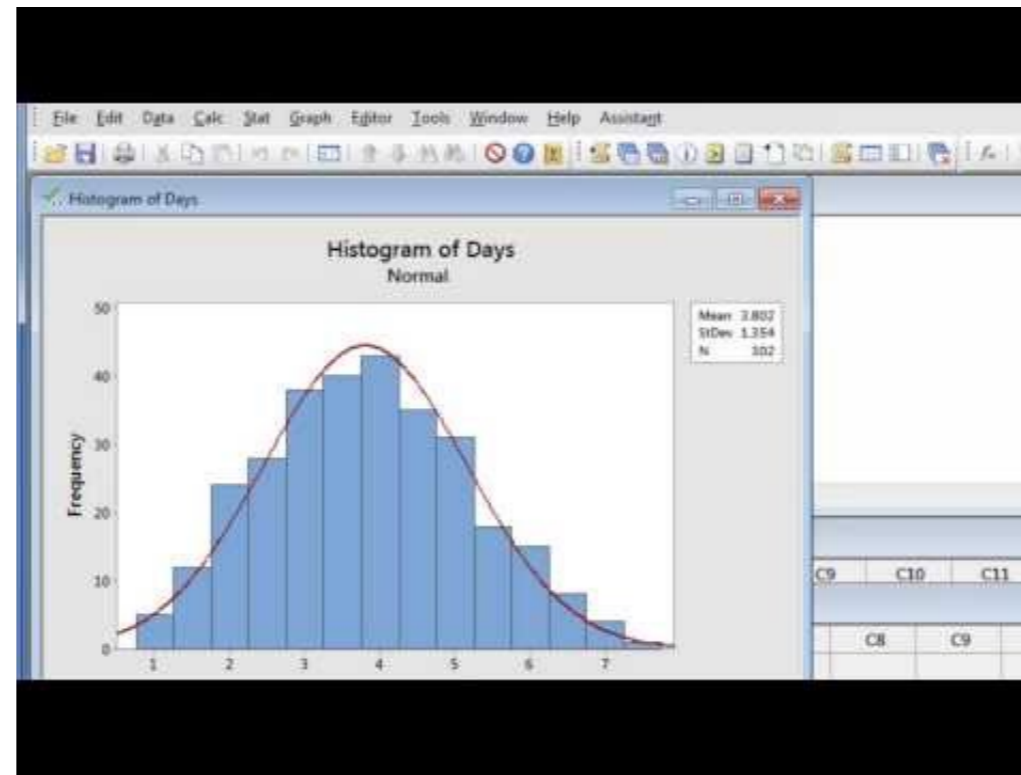 File Edit Data Calc Stat Graph Editor Tools Window Help Assistant
Histogram of Days
Histogram of Days
Normal
Mean 3.802
StDev 1.354
N 302
Frequency
50
40
30
20
10
0
1 2 3 4 5 6 7
C9 C10 C11
C8 C9